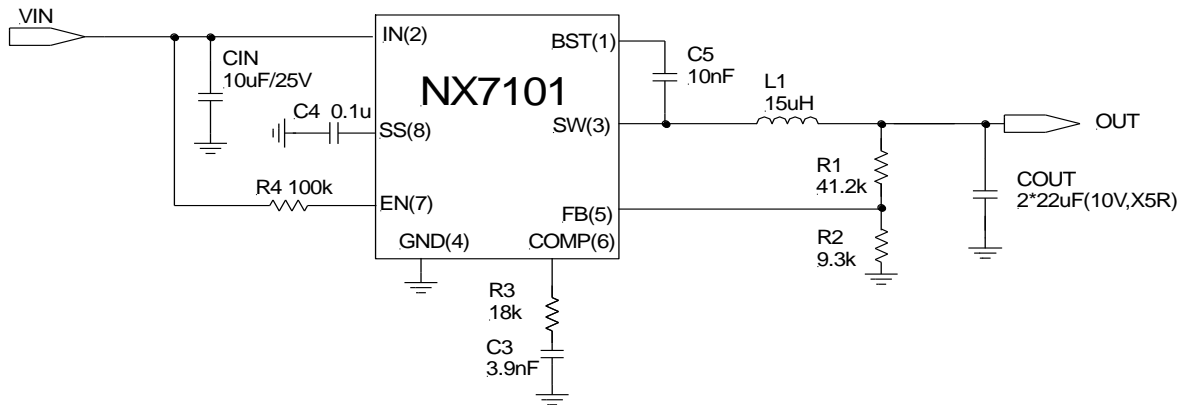 VIN
CIN
10uF/25V
IN(2)
BST(1)
C5
10nF
NX7101
L1
15uH
C4 0.1u
SS(8)
SW(3)
OUT
R1
41.2k
COUT
2*22uF(10V,X5R)
R4 100k
EN(7)
FB(5)
R2
9.3k
GND(4)
COMP(6)
R3
18k
C3
3.9nF